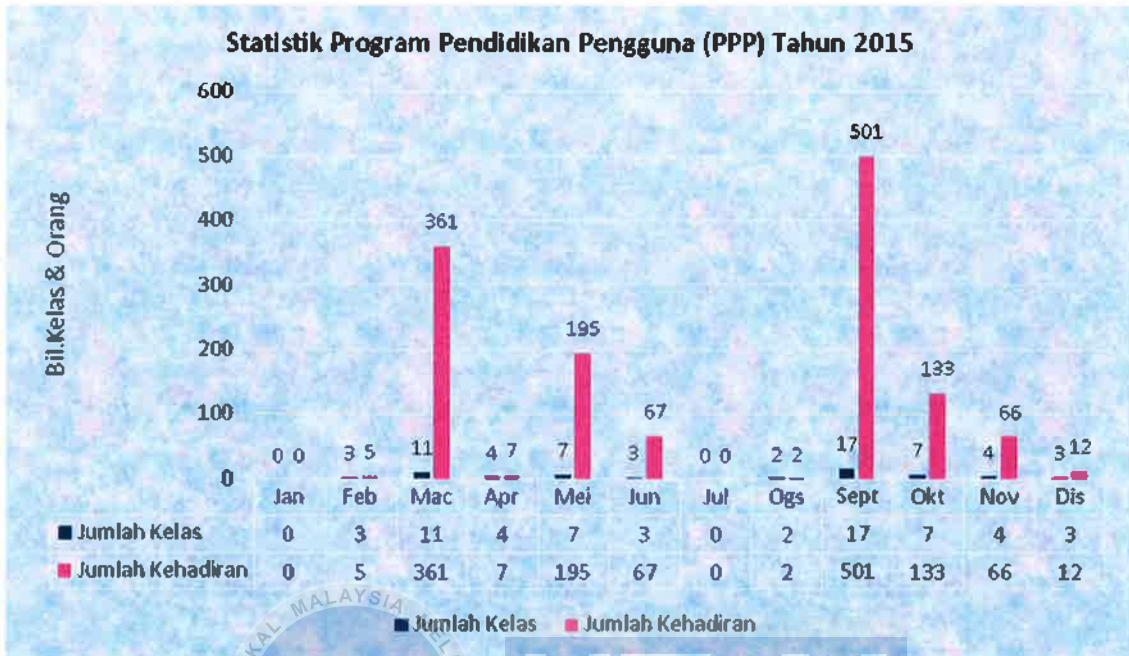 Statistik Program Pendidikan Pengguna (PPP) Tahun 2015
Bil.Kelas & Orang
600
500
400
300
200
100
0
0 0
3 5
11 361
4 7
7 195
3 67
0 0
2 2
17 501
7 133
4 66
3 12
Jan Feb Mac Apr Mei Jun Jul Ogs Sept Okt Nov Dis
Jumlah Kelas 0 3 11 4 7 3 0 2 17 7 4 3
Jumlah Kehadiran 0 5 361 7 195 67 0 2 501 133 66 12
MALAYSIA
Jumlah Kelas Jumlah Kehadiran